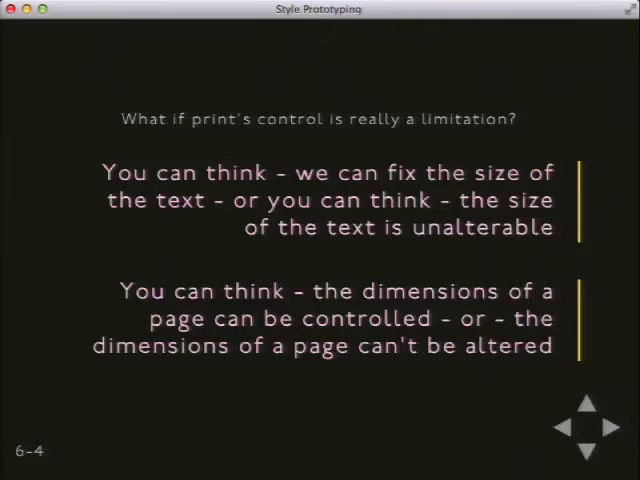 Style Prototyping
What if print's control is really a limitation?
You can think - we can fix the size of
the text - or you can think - the size
of the text is unalterable
You can think - the dimensions of a
page can be controlled - or - the
dimensions of a page can't be altered
6-4